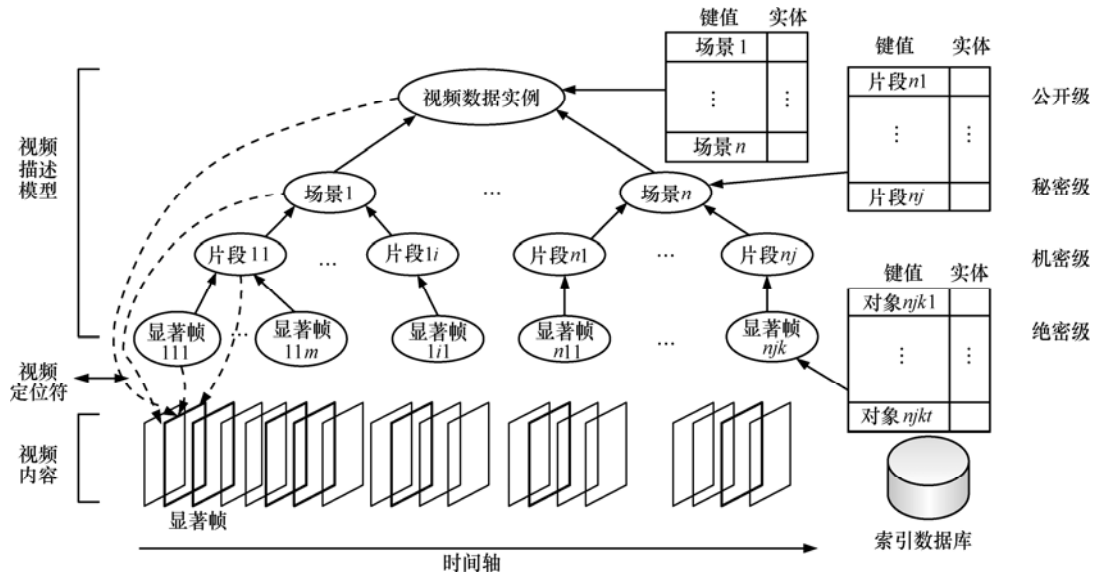 键值 实体
场景1
⋮ ⋮
场景n
键值 实体
片段n1
⋮ ⋮
片段nj
公开级
秘密级
机密级
绝密级
视频
描述
模型
视频数据实例
场景1 … 场景n
片段11 … 片段1i 片段n1 … 片段nj
显著帧
111
…
显著帧
11m
显著帧
1i1
显著帧
n11
…
显著帧
njk
键值 实体
对象njk1
⋮ ⋮
对象njkt
视频
定位符
视频
内容
显著帧
时间轴
索引数据库